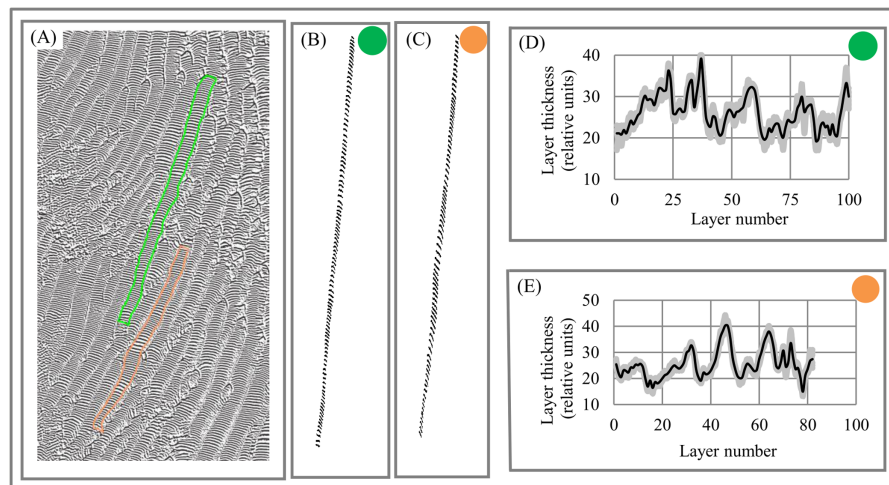 (A)
(B)
(C)
(D)
Layer thickness
(relative units)
40
30
20
10
0
25
50
75
100
Layer number
(E)
Layer thickness
(relative units)
50
40
30
20
10
0
20
40
60
80
100
Layer number